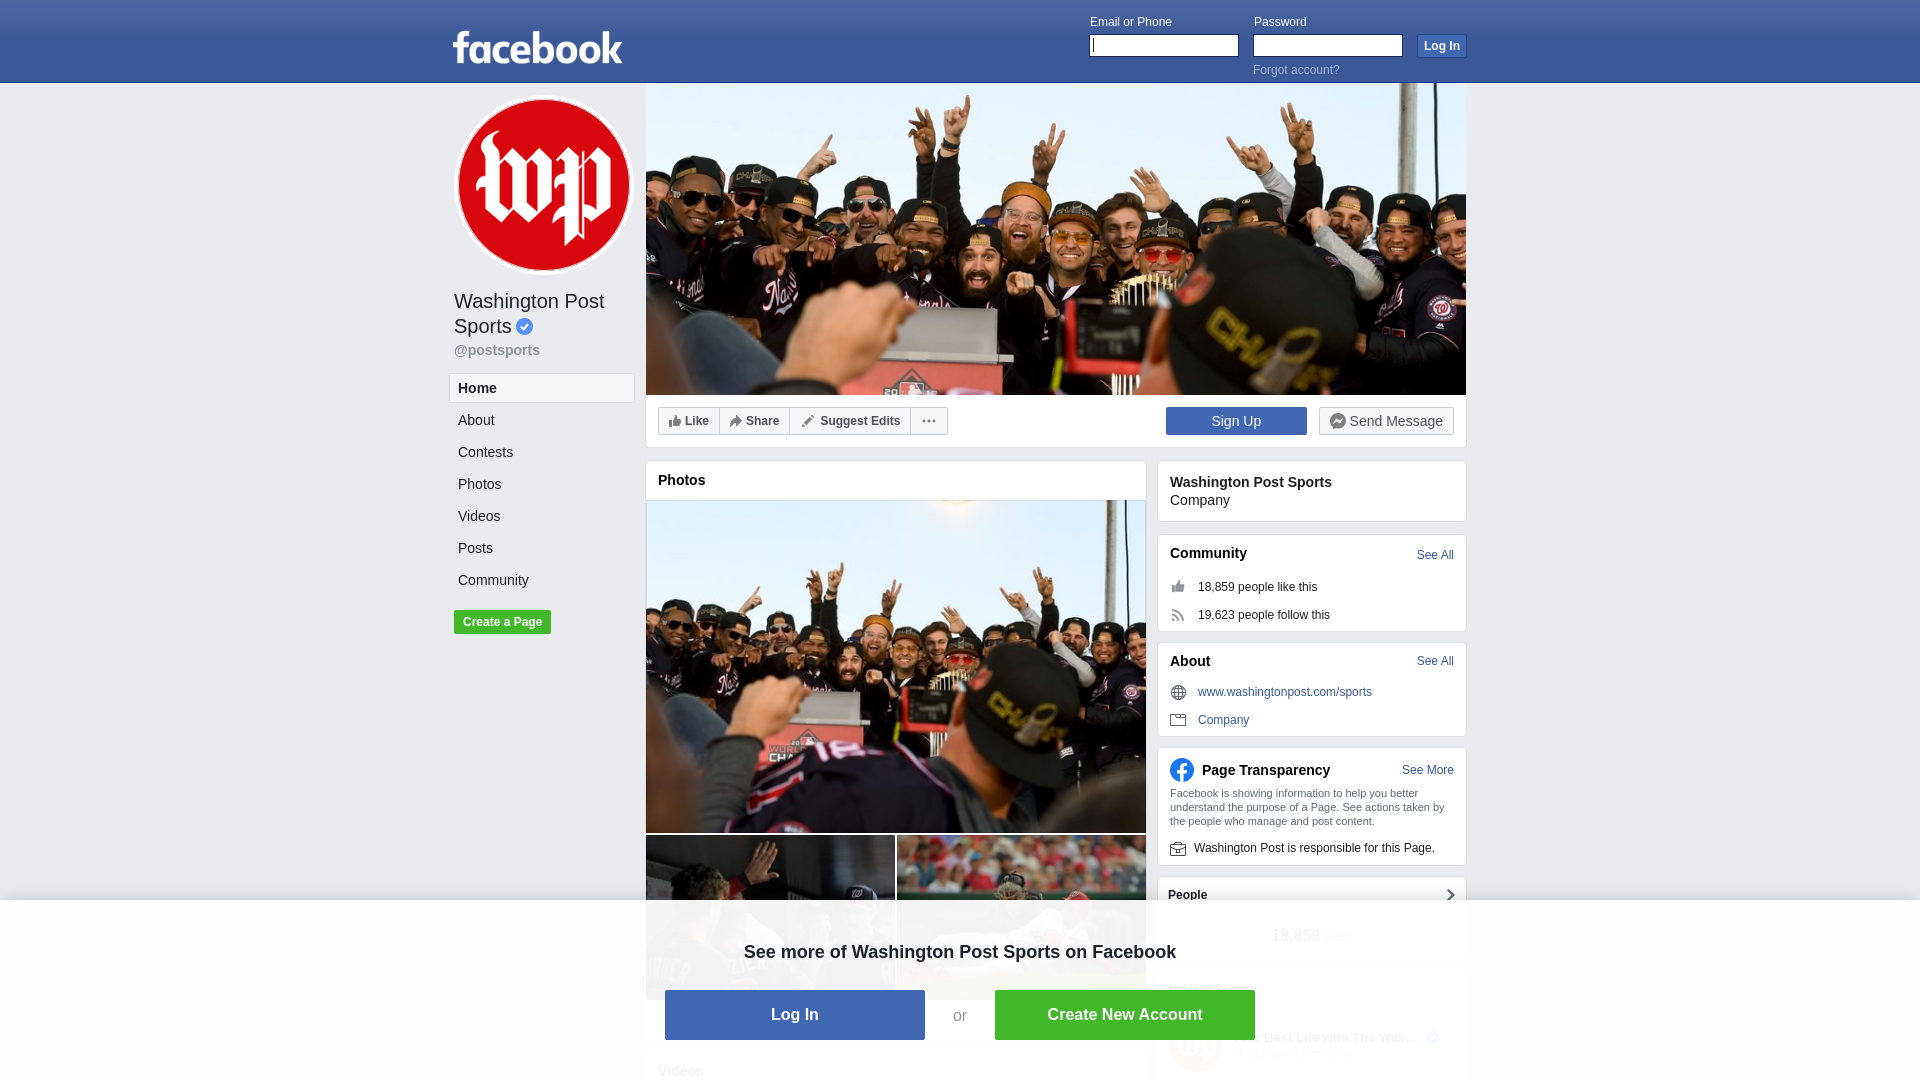 facebook
Email or Phone
Password
Log In
Forgot account?
wp
Washington Post
Sports
@postsports
Home
About
Contests
Photos
Videos
Posts
Community
Create a Page
Like
Share
Suggest Edits
Sign Up
Send Message
Photos
Washington Post Sports
Company
Community
See All
18,859 people like this
19,623 people follow this
About
See All
www.washingtonpost.com/sports
Company
Page Transparency
See More
Facebook is showing information to help you better
understand the purpose of a Page. See actions taken by
the people who manage and post content.
Washington Post is responsible for this Page.
People
18,859
See more of Washington Post Sports on Facebook
Log In
or
Create New Account
Best Life with The Was...
Videos